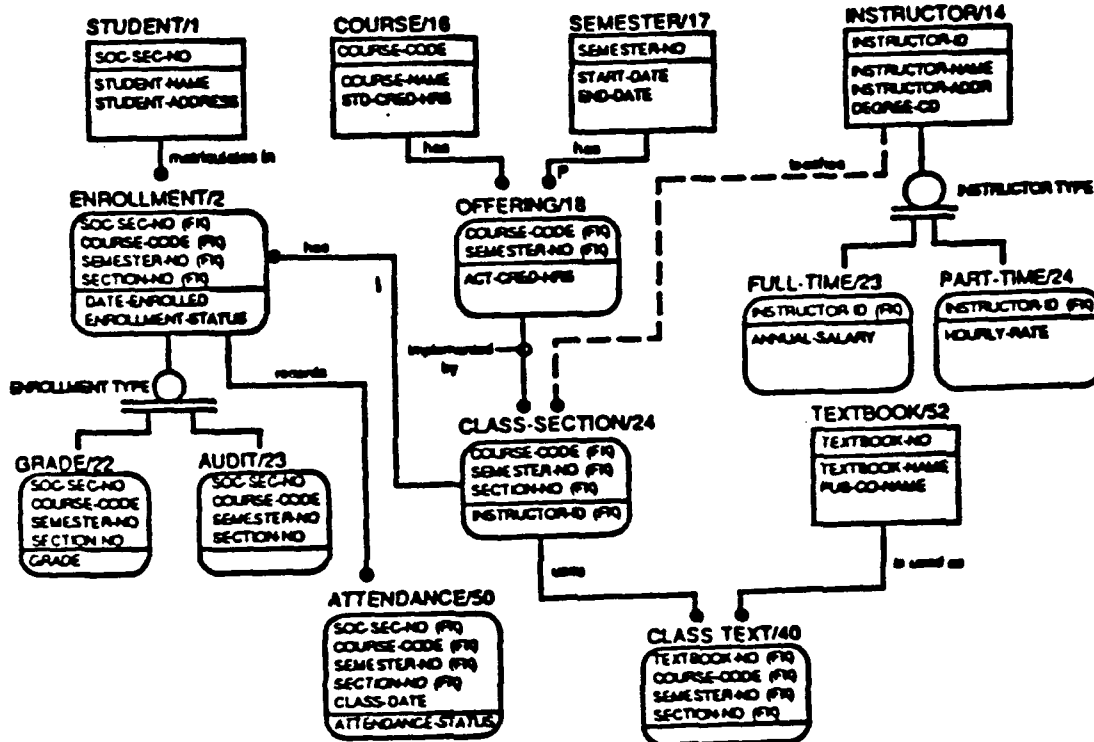 STUDENT/1
SOC-SEC-NO
STUDENT-NAME
STUDENT-ADDRESS
matriculates in
COURSE/16
COURSE-CODE
COURSE-NAME
STD-CRED-HRS
has
SEMESTER/17
SEMESTER-NO
START-DATE
END-DATE
has
P
INSTRUCTOR/14
INSTRUCTOR-ID
INSTRUCTOR-NAME
INSTRUCTOR-ADDR
DEGREE-CD
teaches
INSTRUCTOR TYPE
ENROLLMENT/2
SOC-SEC-NO (FK)
COURSE-CODE (FK)
SEMESTER-NO (FK)
SECTION-NO (FK)
DATE-ENROLLED
ENROLLMENT-STATUS
has
OFFERING/18
COURSE-CODE (FK)
SEMESTER-NO (FK)
ACT-CRED-HRS
FULL-TIME/23
INSTRUCTOR-ID (FK)
ANNUAL-SALARY
PART-TIME/24
INSTRUCTOR-ID (FK)
HOURLY-RATE
implemented
by
ENROLLMENT TYPE
records
GRADE/22
SOC-SEC-NO
COURSE-CODE
SEMESTER-NO
SECTION-NO
GRADE
AUDIT/23
SOC-SEC-NO
COURSE-CODE
SEMESTER-NO
SECTION-NO
CLASS-SECTION/24
COURSE-CODE (FK)
SEMESTER-NO (FK)
SECTION-NO (FK)
INSTRUCTOR-ID (FK)
TEXTBOOK/52
TEXTBOOK-NO
TEXTBOOK-NAME
PUB-CO-NAME
uses
is used as
ATTENDANCE/50
SOC-SEC-NO (FK)
COURSE-CODE (FK)
SEMESTER-NO (FK)
SECTION-NO (FK)
CLASS-DATE
ATTENDANCE-STATUS
CLASS TEXT/40
TEXTBOOK-NO (FK)
COURSE-CODE (FK)
SEMESTER-NO (FK)
SECTION-NO (FK)